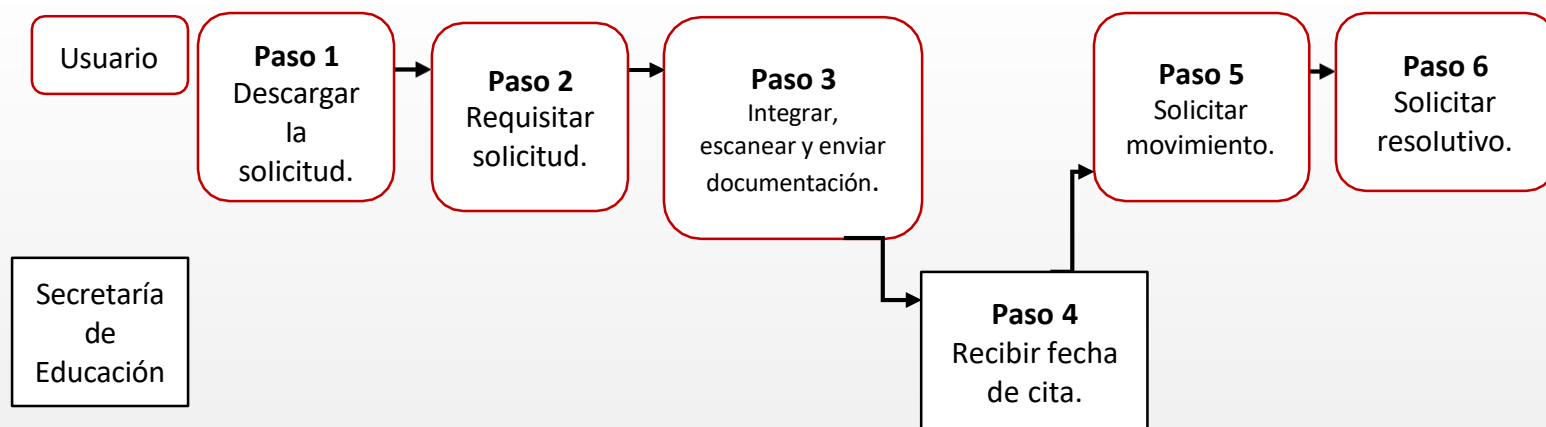 Usuario
Paso 1
Descargar
la
solicitud.
Paso 2
Requisitar
solicitud.
Paso 3
Integrar,
escanear y enviar
documentación.
Paso 5
Solicitar
movimiento.
Paso 6
Solicitar
resolutivo.
Secretaría
de
Educación
Paso 4
Recibir fecha
de cita.